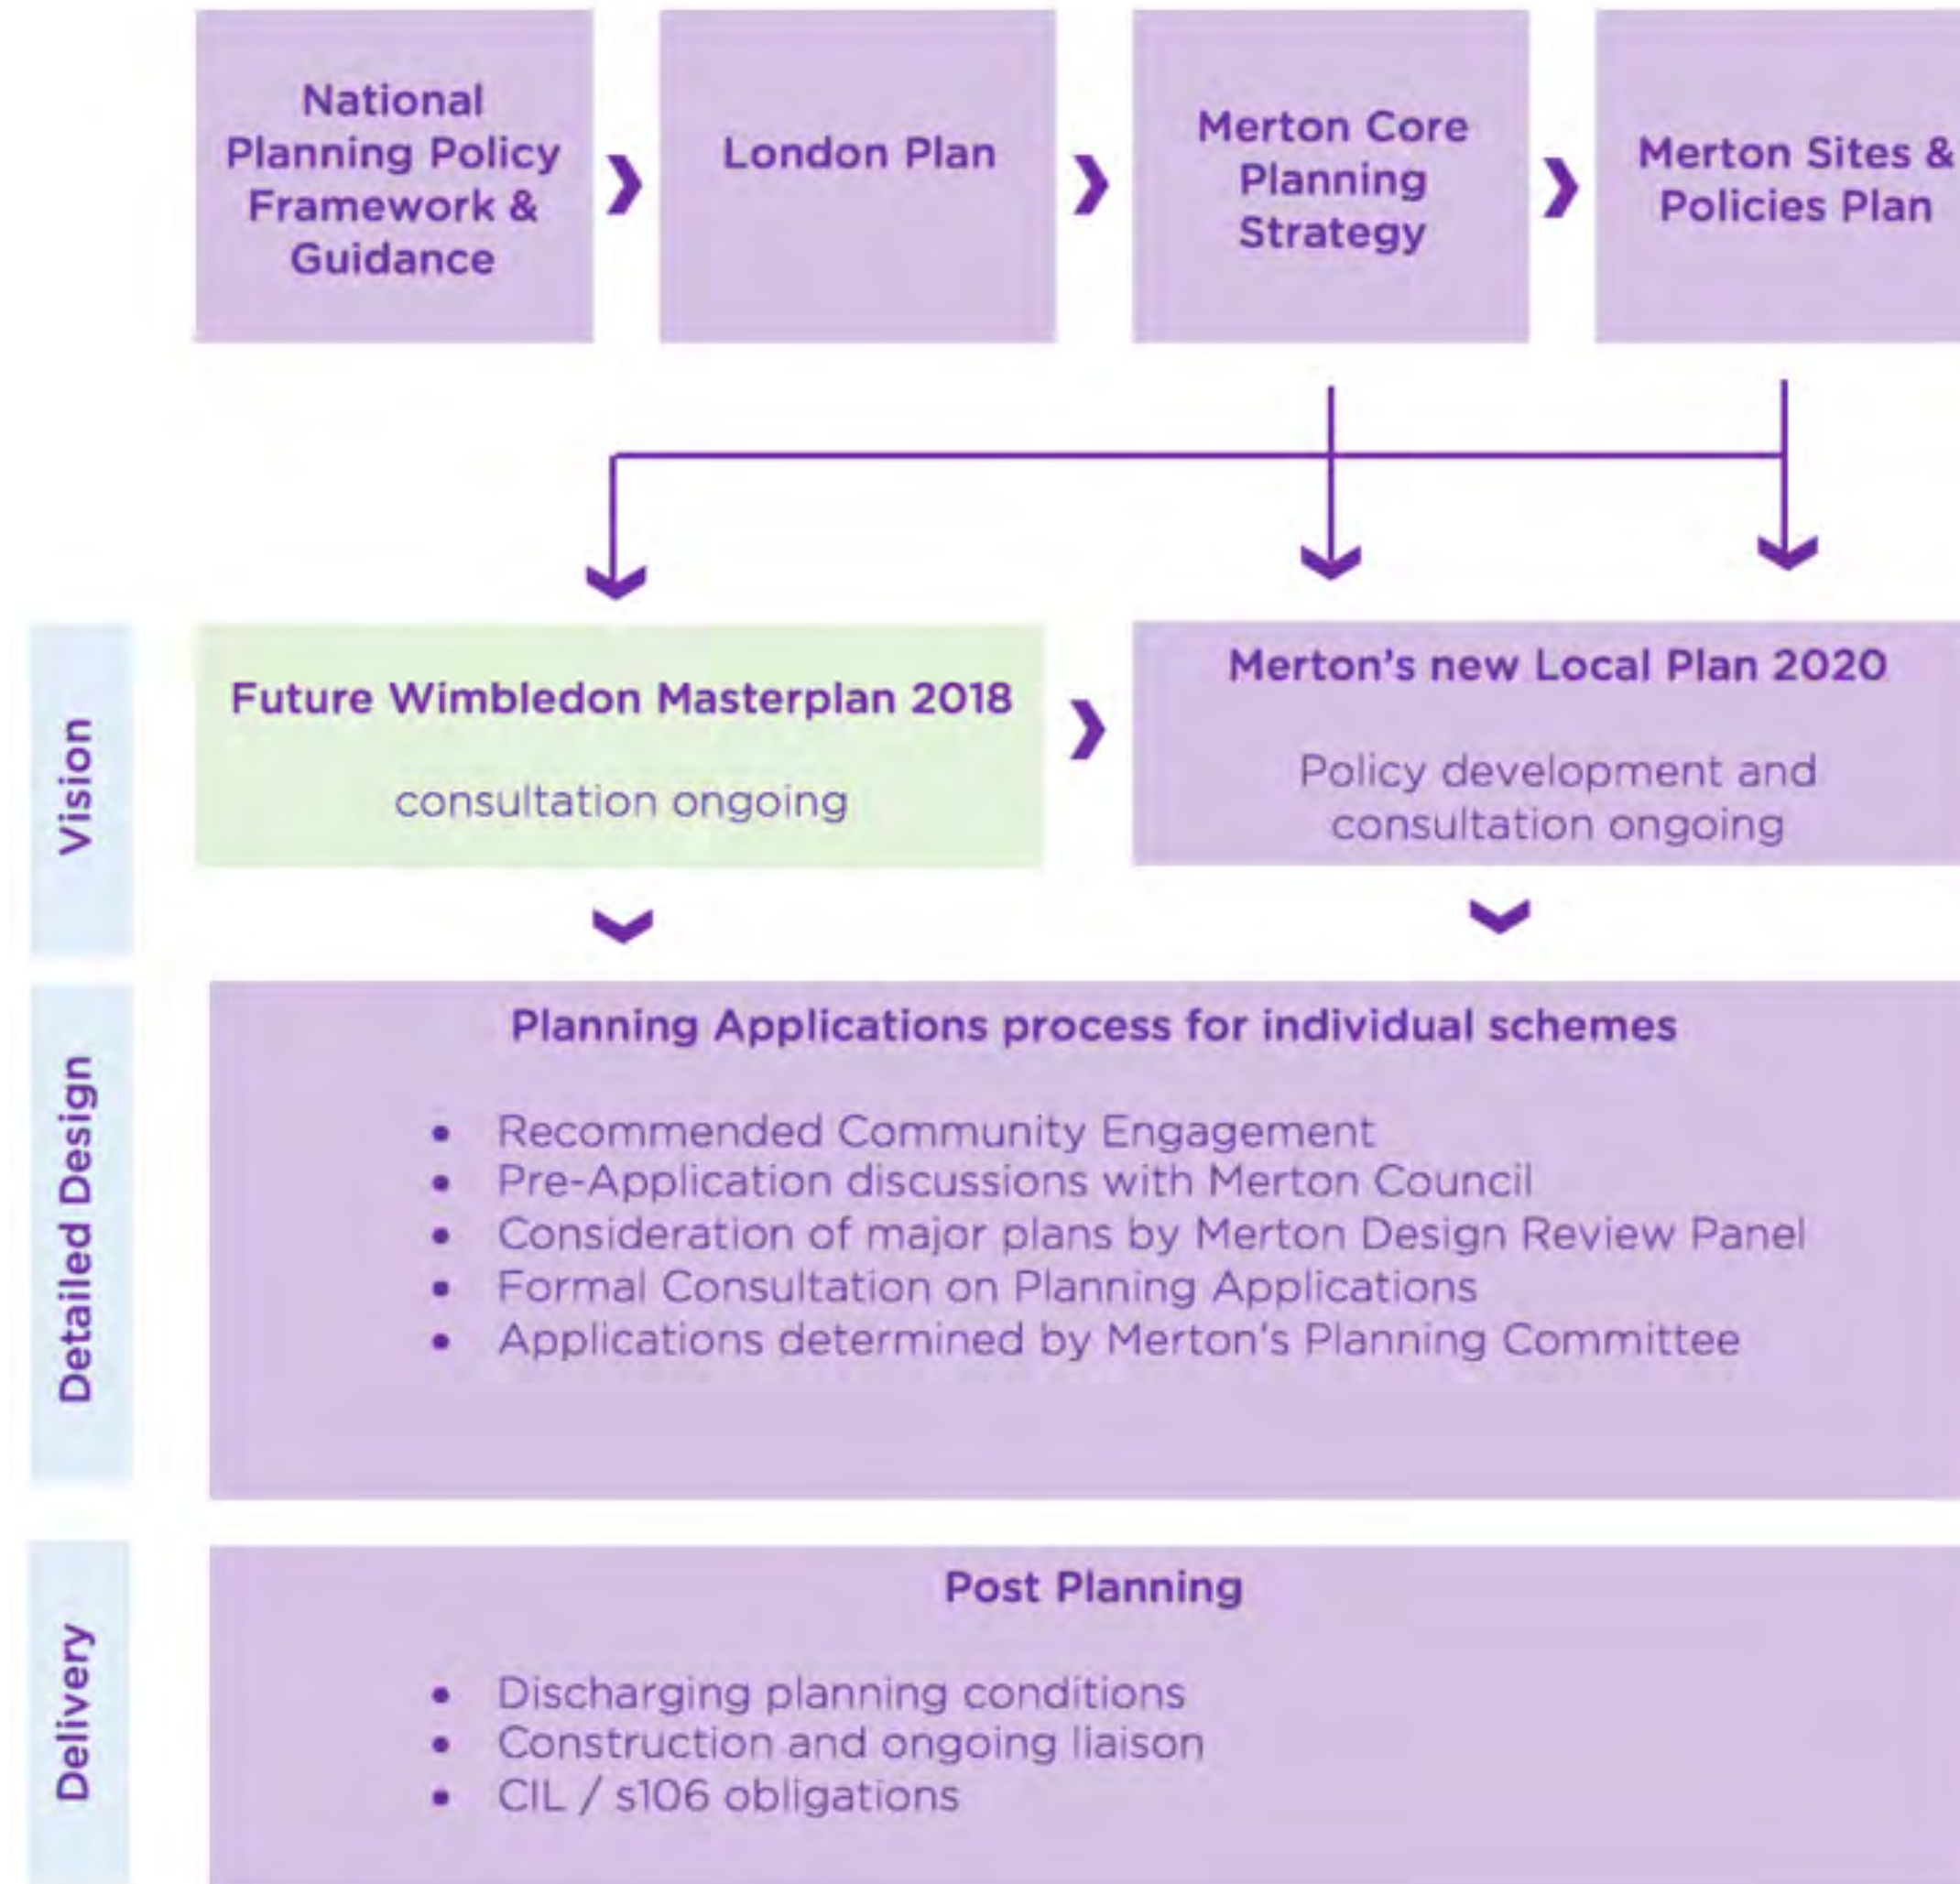 National
Planning Policy
Framework &
Guidance
London Plan
Merton Core
Planning
Strategy
Merton Sites &
Policies Plan
Vision
Future Wimbledon Masterplan 2018
consultation ongoing
Merton's new Local Plan 2020
Policy development and
consultation ongoing
Detailed Design
Planning Applications process for individual schemes
• Recommended Community Engagement
• Pre-Application discussions with Merton Council
• Consideration of major plans by Merton Design Review Panel
• Formal Consultation on Planning Applications
• Applications determined by Merton's Planning Committee
Delivery
Post Planning
• Discharging planning conditions
• Construction and ongoing liaison
• CIL / s106 obligations